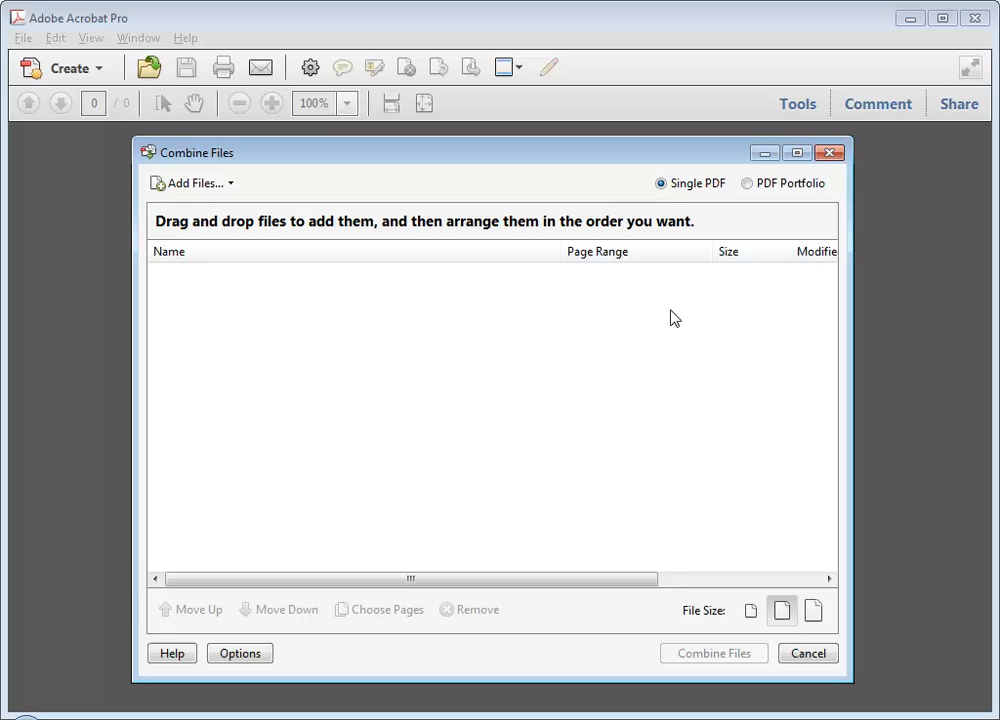 Adobe Acrobat Pro
File Edit View Window Help
Create
0 / 0 100% Tools Comment Share
Combine Files
Add Files... Single PDF PDF Portfolio
Drag and drop files to add them, and then arrange them in the order you want.
Name Page Range Size Modifie
Move Up Move Down Choose Pages Remove File Size:
Help Options Combine Files Cancel